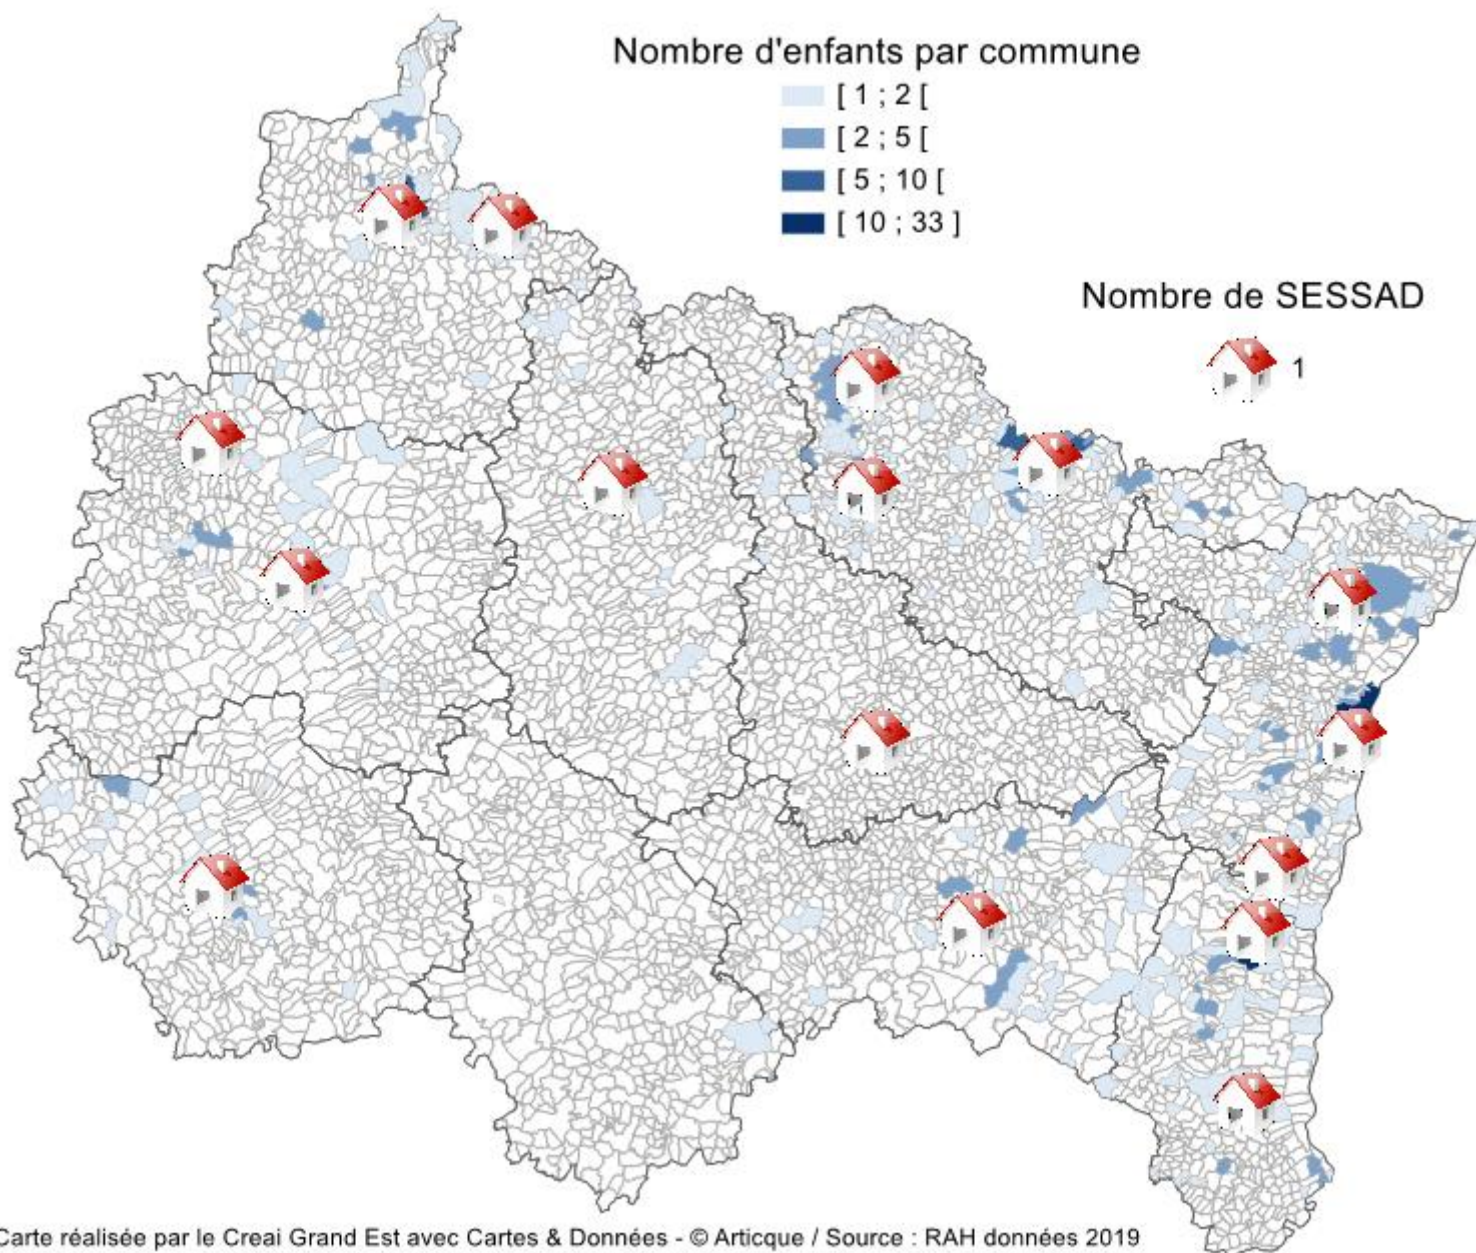 Nombre d'enfants par commune
[ 1 ; 2 [
[ 2 ; 5 [
[ 5 ; 10 [
[ 10 ; 33 ]
Nombre de SESSAD
1
Carte réalisée par le Creai Grand Est avec Cartes & Données - © Articque / Source : RAH données 2019